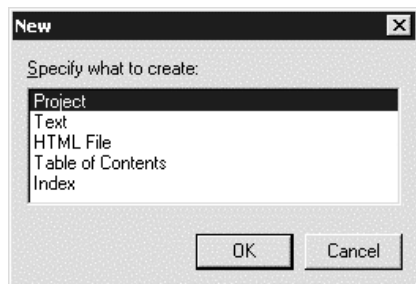 New
Specify what to create:
Project
Text
HTML File
Table of Contents
Index
OK Cancel